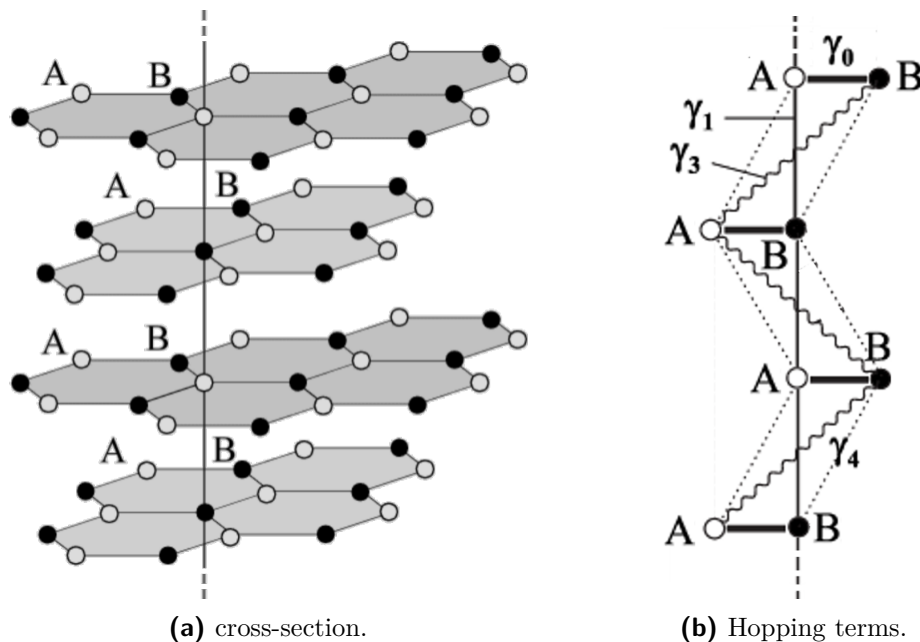 A B
A B
A B
A B
(a) cross-section.
A γ₀ B
γ₁
γ₃
A B
A B
γ₄
A B
(b) Hopping terms.